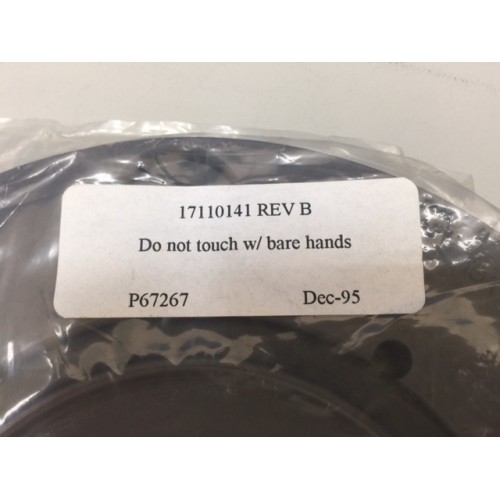 17110141 REV B
Do not touch w/ bare hands
P67267 Dec-95